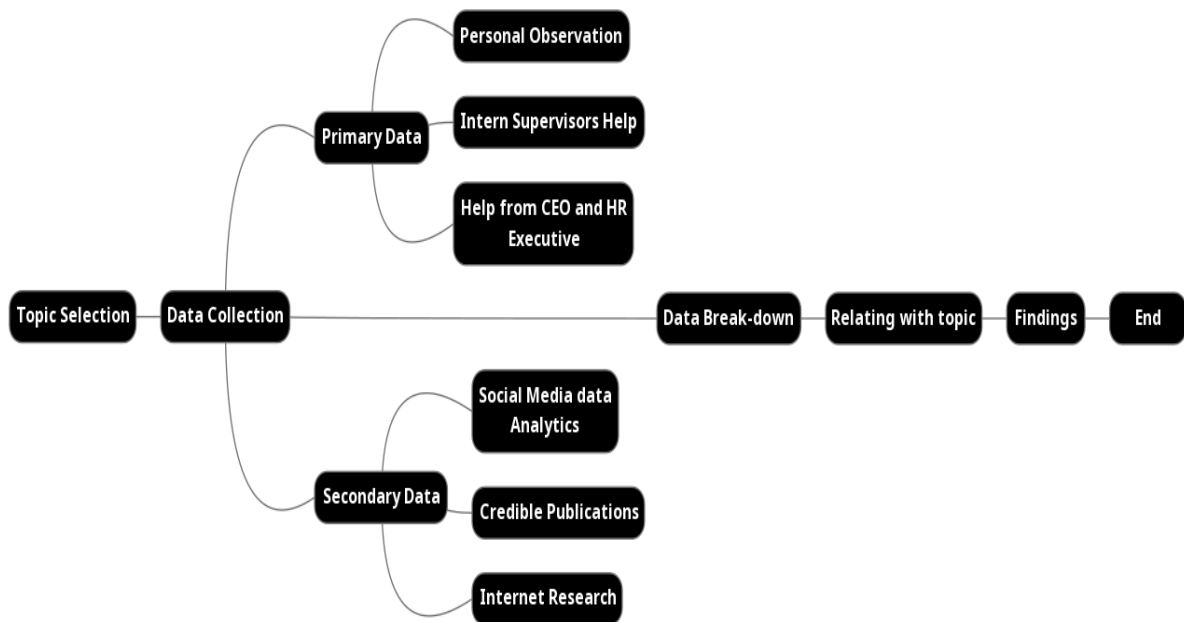 Personal Observation
Intern Supervisors Help
Primary Data
Help from CEO and HR
Executive
Topic Selection
Data Collection
Data Break-down
Relating with topic
Findings
End
Social Media data
Analytics
Secondary Data
Credible Publications
Internet Research